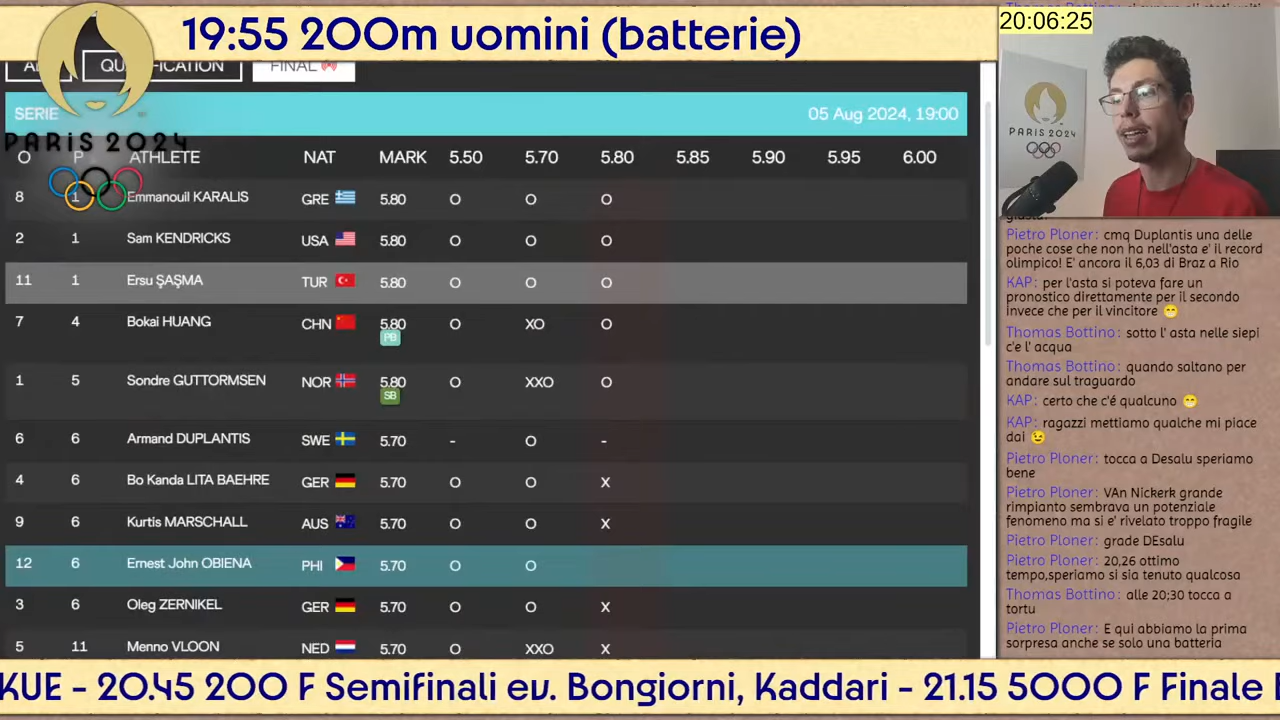 19:55 200m uomini (batterie)
20:06:25
QUALIFICATION
FINAL
SERIE
05 Aug 2024, 19:00
PARIS 2024
O P ATHLETE NAT MARK 5.50 5.70 5.80 5.85 5.90 5.95 6.00
8 1 Emmanouil KARALIS GRE 5.80 O O O
2 1 Sam KENDRICKS USA 5.80 O O O
11 1 Ersu ŞAŞMA TUR 5.80 O O O
7 4 Bokai HUANG CHN 5.80 O XO O
PB
1 5 Sondre GUTTORMSEN NOR 5.80 O XXO O
SB
6 6 Armand DUPLANTIS SWE 5.70 - O -
4 6 Bo Kanda LITA BAEHRE GER 5.70 O O X
9 6 Kurtis MARSCHALL AUS 5.70 O O X
12 6 Ernest John OBIENA PHI 5.70 O O
3 6 Oleg ZERNIKEL GER 5.70 O O X
5 11 Menno VLOON NED 5.70 O XXO X
PARIS 2024
Pietro Ploner: cmq Duplantis una delle
poche cose che non ha nell'asta e' il record
olimpico! E' ancora il 6,03 di Braz a Rio
KAP: per l'asta si poteva fare un
pronostico direttamente per il secondo
invece che per il vincitore 😁
Thomas Bottino: sotto l' asta nelle siepi
c'e l' acqua
Thomas Bottino: quando saltano per
andare sul traguardo
KAP: certo che c'é qualcuno 😁
KAP: ragazzi mettiamo qualche mi piace
dai 😉
Pietro Ploner: tocca a Desalu speriamo
bene
Pietro Ploner: VAn Nickerk grande
rimpianto sembrava un potenziale
fenomeno ma si e' rivelato troppo fragile
Pietro Ploner: grade DEsalu
Pietro Ploner: 20,26 ottimo
tempo,speriamo si sia tenuto qualcosa
Thomas Bottino: alle 20;30 tocca a
tortu
Pietro Ploner: E qui abbiamo la prima
sorpresa anche se solo una batteria
KUE - 20.45 200 F Semifinali ev. Bongiorni, Kaddari - 21.15 5000 F Finale